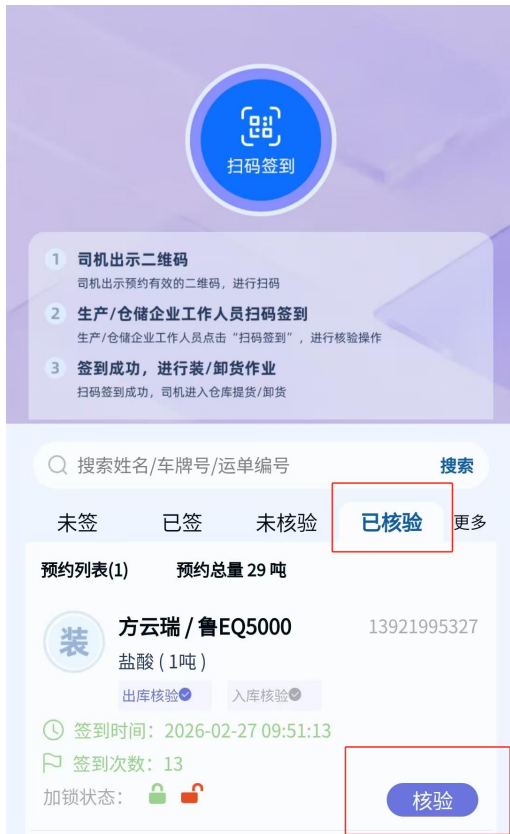 扫码签到
1 司机出示二维码
司机出示预约有效的二维码，进行扫码
2 生产/仓储企业工作人员扫码签到
生产/仓储企业工作人员点击“扫码签到”，进行核验操作
3 签到成功，进行装/卸货作业
扫码签到成功，司机进入仓库提货/卸货
搜索姓名/车牌号/运单编号 搜索
未签 已签 未核验 已核验 更多
预约列表(1) 预约总量 29 吨
装 方云瑞 / 鲁EQ5000 13921995327
盐酸 ( 1吨 )
出库核验 入库核验
签到时间：2026-02-27 09:51:13
签到次数：13
加锁状态：
核验